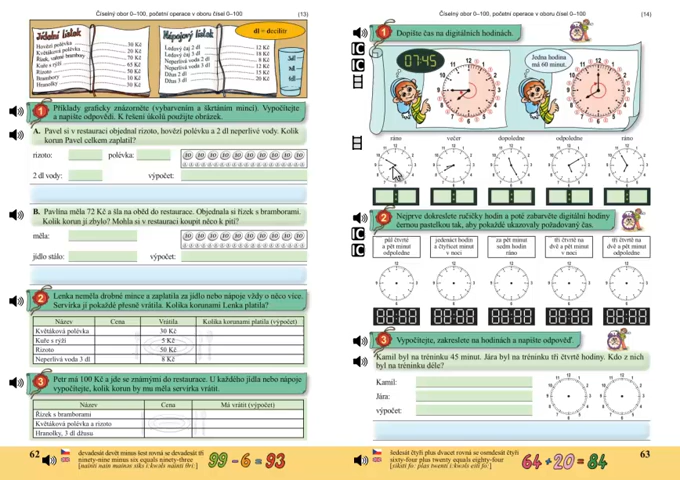 Číselný obor 0–100, početní operace v oboru čísel 0–100
(13)
Jídelní lístek
Hovězí polévka 30 Kč
Květáková polévka 20 Kč
Řízek, vařené brambory 70 Kč
Kuře s rýží 65 Kč
Rizoto 50 Kč
Brambory 10 Kč
Hranolky 30 Kč
Nápojový lístek
Ledový čaj 2 dl 12 Kč
Ledový čaj 3 dl 18 Kč
Neperlivá voda 2 dl 8 Kč
Neperlivá voda 3 dl 12 Kč
Džus 2 dl 15 Kč
Džus 3 dl 20 Kč
dl = decilitr
1 Příklady graficky znázorněte (vybarvením a škrtáním mincí). Vypočítejte
a napište odpovědi. K řešení úkolů použijte obrázek.
A. Pavel si v restauraci objednal rizoto, hovězí polévku a 2 dl neperlivé vody. Kolik
korun Pavel celkem zaplatil?
rizoto: polévka:
2 dl vody: výpočet:
B. Pavlína měla 72 Kč a šla na oběd do restaurace. Objednala si řízek s bramborami.
Kolik korun jí zbylo? Mohla si v restauraci koupit něco k pití?
měla:
jídlo stálo: výpočet:
2 Lenka neměla drobné mince a zaplatila za jídlo nebo nápoje vždy o něco více.
Servírka jí pokaždé přesně vrátila. Kolika korunami Lenka platila?
Název Cena Vrátila Kolika korunami platila (výpočet)
Květáková polévka 30 Kč
Kuře s rýží 5 Kč
Rizoto 50 Kč
Neperlivá voda 3 dl 8 Kč
3 Petr má 100 Kč a jde se známými do restaurace. U každého jídla nebo nápoje
vypočítejte, kolik korun by mu měla servírka vrátit.
Název Cena Má vrátit (výpočet)
Řízek s bramborami
Květáková polévka a rizoto
Hranolky, 3 dl džusu
62
devadesát devět minus šest rovná se devadesát tři
ninety-nine minus six equals ninety-three
99 - 6 = 93
Číselný obor 0–100, početní operace v oboru čísel 0–100
(14)
1 Dopište čas na digitálních hodinách.
07:45
Jedna hodina
má 60 minut.
ráno večer dopoledne odpoledne ráno
2 Nejprve dokreslete ručičky hodin a poté zabarvěte digitální hodiny
černou pastelkou tak, aby pokaždé ukazovaly požadovaný čas.
půl čtvrté
a pět minut
odpoledne
jedenáct hodin
a čtyřicet minut
v noci
za pět minut
sedm hodin
ráno
tři čtvrtě na
dvě a pět minut
v noci
tři čtvrtě na
dvě a pět minut
odpoledne
88:88 88:88 88:88 88:88 88:88
3 Vypočítejte, zakreslete na hodinách a napište odpověď.
Kamil byl na tréninku 45 minut. Jára byl na tréninku tři čtvrtě hodiny. Kdo z nich
byl na tréninku déle?
Kamil:
Jára:
výpočet:
šedesát čtyři plus dvacet rovná se osmdesát čtyři
sixty-four plus twenty equals eighty-four
64 + 20 = 84
63